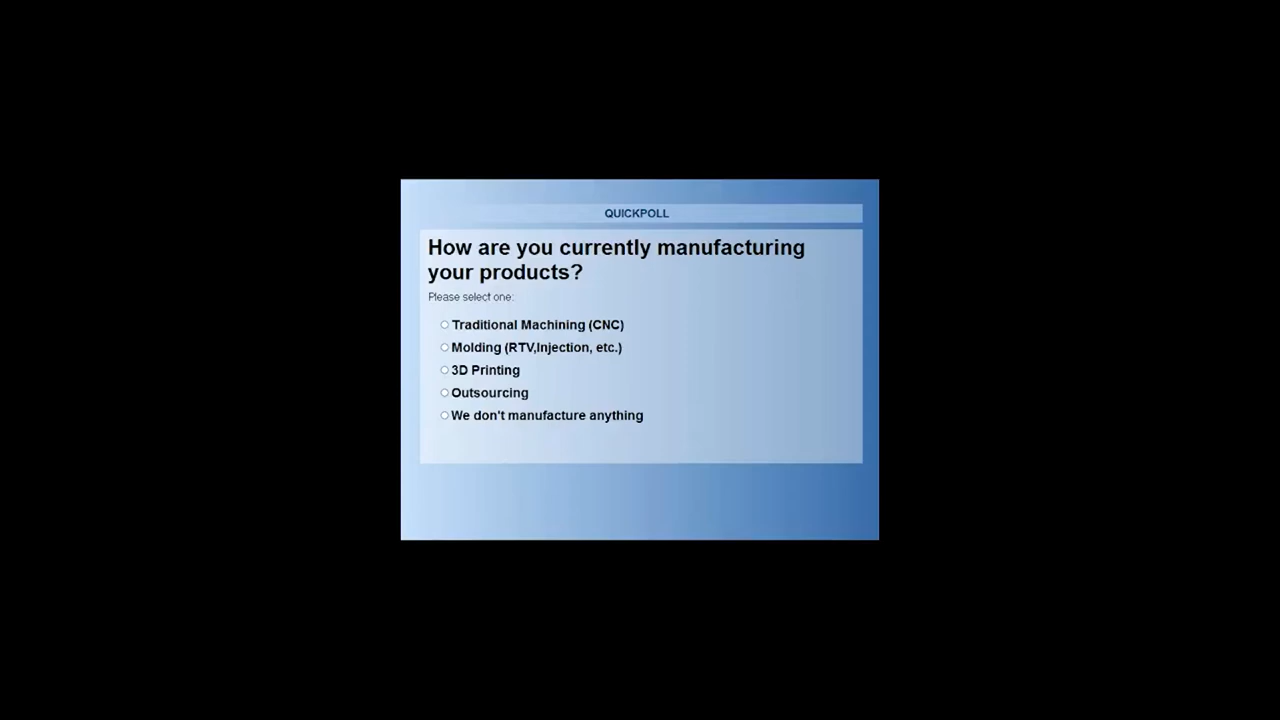 QUICKPOLL
How are you currently manufacturing
your products?
Please select one:
Traditional Machining (CNC)
Molding (RTV,Injection, etc.)
3D Printing
Outsourcing
We don't manufacture anything